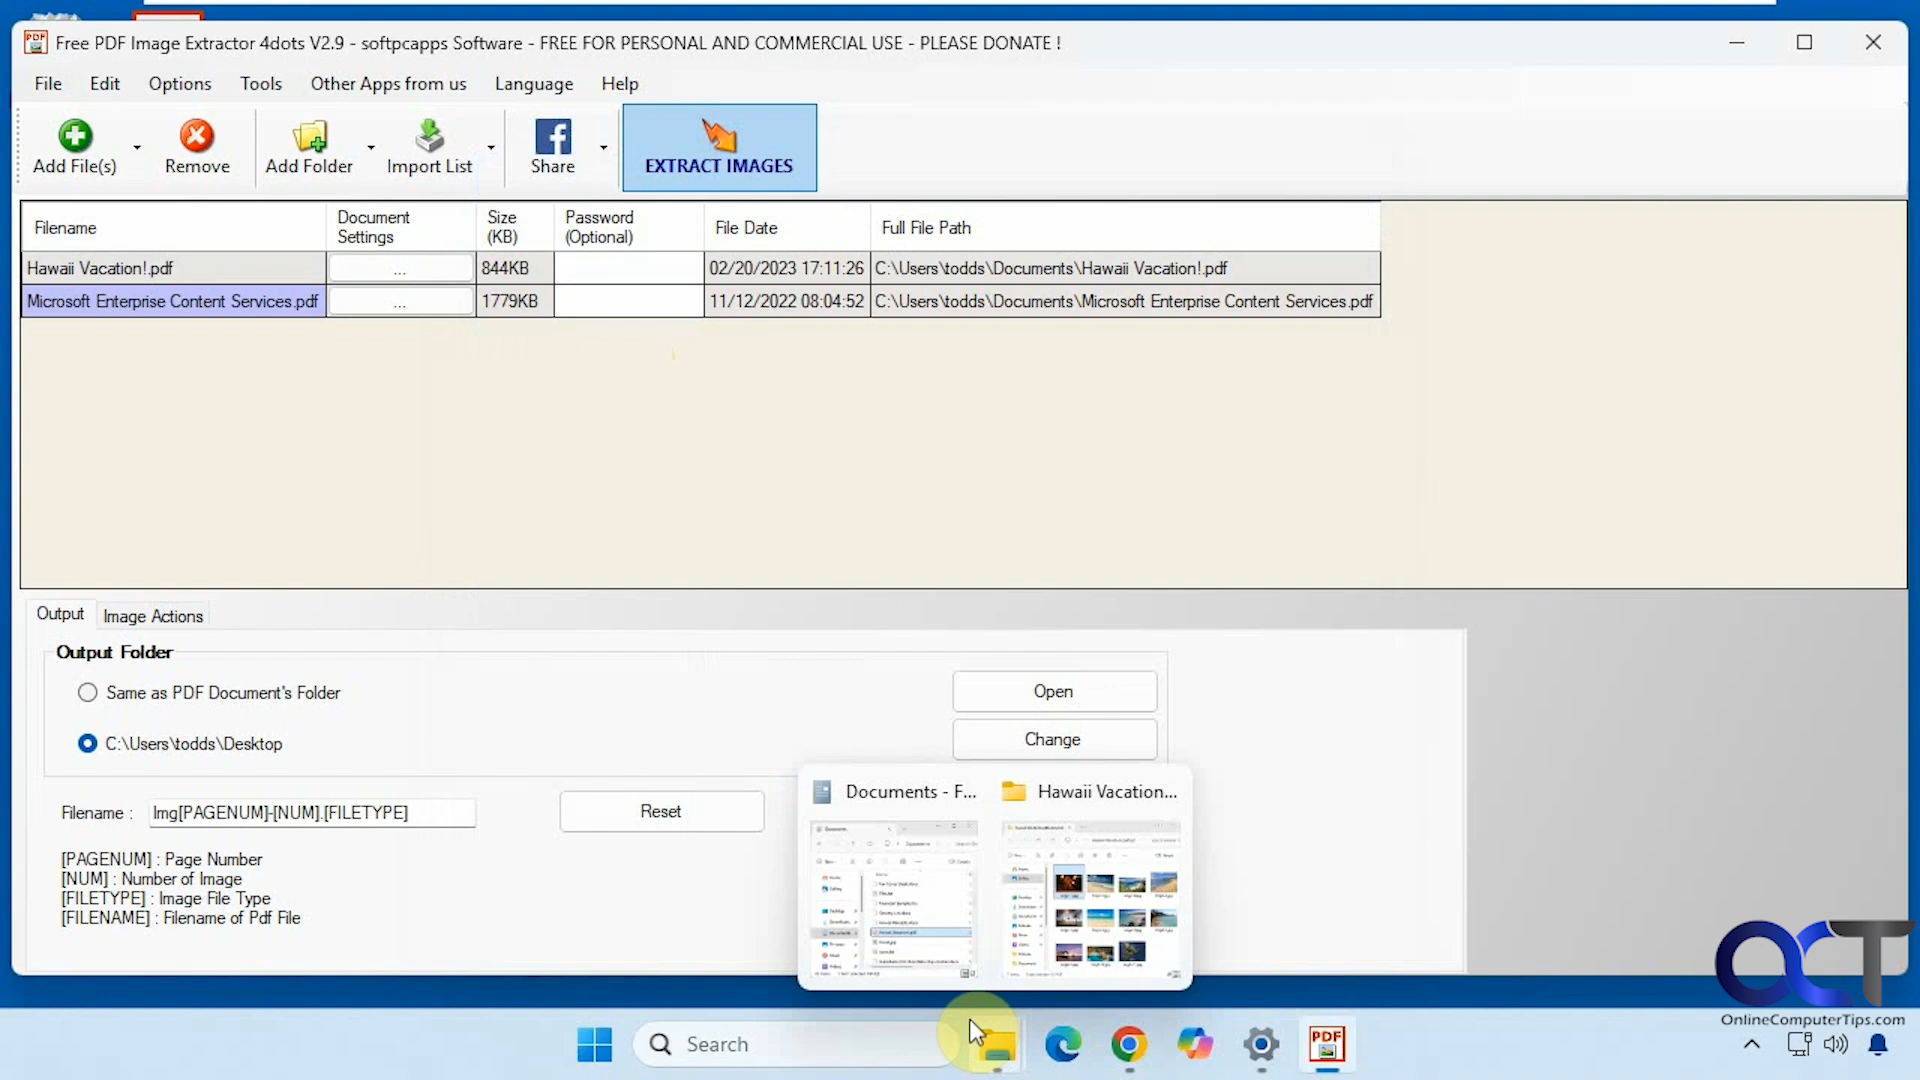 Free PDF Image Extractor 4dots V2.9 - softpcapps Software - FREE FOR PERSONAL AND COMMERCIAL USE - PLEASE DONATE !
File Edit Options Tools Other Apps from us Language Help
Add File(s) Remove Add Folder Import List Share EXTRACT IMAGES
Filename Document Settings Size (KB) Password (Optional) File Date Full File Path
Hawaii Vacation!.pdf ... 844KB 02/20/2023 17:11:26 C:\Users\todds\Documents\Hawaii Vacation!.pdf
Microsoft Enterprise Content Services.pdf ... 1779KB 11/12/2022 08:04:52 C:\Users\todds\Documents\Microsoft Enterprise Content Services.pdf
Output Image Actions
Output Folder
Same as PDF Document's Folder Open
C:\Users\todds\Desktop Change
Documents - F... Hawaii Vacation...
Filename : Img[PAGENUM]-[NUM].[FILETYPE] Reset
[PAGENUM] : Page Number
[NUM] : Number of Image
[FILETYPE] : Image File Type
[FILENAME] : Filename of Pdf File
OCT
OnlineComputerTips.com
Search
PDF